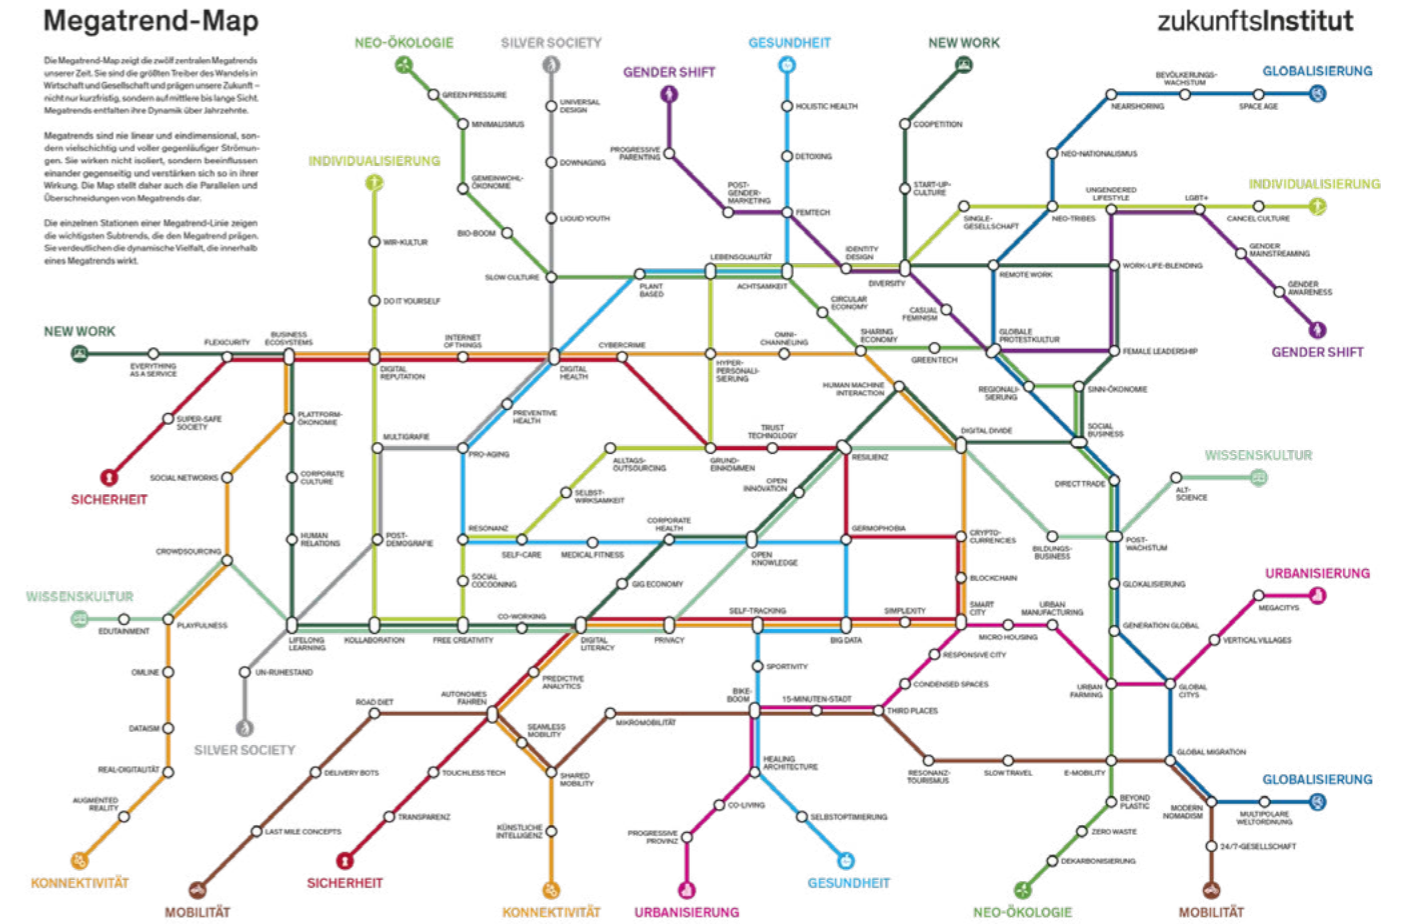 Megatrend-Map
zukunftsInstitut
Die Megatrend-Map zeigt die zwölf zentralen Megatrends
unserer Zeit. Sie sind die größten Treiber des Wandels in
Wirtschaft und Gesellschaft und prägen unsere Zukunft –
nicht nur kurzfristig, sondern auf mittlere bis lange Sicht.
Megatrends entfalten ihre Dynamik über Jahrzehnte.
Megatrends sind nie linear und eindimensional, son-
dern vielschichtig und voller gegenläufiger Strömun-
gen. Sie wirken nicht isoliert, sondern beeinflussen
einander gegenseitig und verstärken sich so in ihrer
Wirkung. Die Map stellt daher auch die Parallelen und
Überschneidungen von Megatrends dar.
Die einzelnen Stationen einer Megatrend-Linie zeigen
die wichtigsten Subtrends, die den Megatrend prägen.
Sie verdeutlichen die dynamische Vielfalt, die innerhalb
eines Megatrends wirkt.
NEO-ÖKOLOGIE
SILVER SOCIETY
GENDER SHIFT
GESUNDHEIT
NEW WORK
GLOBALISIERUNG
BEVÖLKERUNGS-
WACHSTUM
NEARSHORING
SPACE AGE
GREEN PRESSURE
UNIVERSAL
DESIGN
HOLISTIC HEALTH
MINIMALISMUS
COOPETITION
INDIVIDUALISIERUNG
DOWNAGING
PROGRESSIVE
PARENTING
DETOXING
NEO-NATIONALISMUS
GEMEINWOHL-
ÖKONOMIE
POST-
GENDER-
MARKETING
START-UP-
CULTURE
UNGENDERED
LIFESTYLE
LGBT+
INDIVIDUALISIERUNG
LIQUID YOUTH
FEMTECH
SINGLE-
GESELLSCHAFT
NEO-TRIBES
CANCEL CULTURE
WIR-KULTUR
BIO-BOOM
GENDER
MAINSTREAMING
SLOW CULTURE
PLANT
BASED
LEBENSQUALITÄT
ACHTSAMKEIT
IDENTITY
DESIGN
DIVERSITY
REMOTE WORK
WORK-LIFE-BLENDING
GENDER
AWARENESS
DO IT YOURSELF
CIRCULAR
ECONOMY
CASUAL
FEMINISM
NEW WORK
FLEXICURITY
BUSINESS
ECOSYSTEMS
INTERNET
OF THINGS
CYBERCRIME
OMNI-
CHANNELING
SHARING
ECONOMY
GREEN TECH
GLOBALE
PROTESTKULTUR
FEMALE LEADERSHIP
GENDER SHIFT
EVERYTHING
AS A SERVICE
DIGITAL
REPUTATION
DIGITAL
HEALTH
HYPER-
PERSONALI-
SIERUNG
HUMAN MACHINE
INTERACTION
REGIONALI-
SIERUNG
SINN-ÖKONOMIE
SUPER-SAFE
SOCIETY
PLATTFORM-
ÖKONOMIE
PREVENTIVE
HEALTH
MULTIGRAFIE
PRO-AGING
ALLTAGS-
OUTSOURCING
GRUND-
EINKOMMEN
TRUST
TECHNOLOGY
RESILIENZ
DIGITAL DIVIDE
SOCIAL
BUSINESS
WISSENSKULTUR
SICHERHEIT
SOCIAL NETWORKS
CORPORATE
CULTURE
SELBST-
WIRKSAMKEIT
OPEN
INNOVATION
DIRECT TRADE
ALT-
SCIENCE
CROWDSOURCING
HUMAN
RELATIONS
POST-
DEMOGRAFIE
RESONANZ
SELF-CARE
MEDICAL FITNESS
CORPORATE
HEALTH
OPEN
KNOWLEDGE
GERMOPHOBIA
CRYPTO-
CURRENCIES
BILDUNGS-
BUSINESS
POST-
WACHSTUM
SOCIAL
COCOONING
GIG ECONOMY
BLOCKCHAIN
GLOKALISIERUNG
URBANISIERUNG
WISSENSKULTUR
EDUTAINMENT
PLAYFULNESS
LIFELONG
LEARNING
KOLLABORATION
FREE CREATIVITY
CO-WORKING
DIGITAL
LITERACY
PRIVACY
SELF-TRACKING
BIG DATA
SIMPLEXITY
SMART
CITY
MICRO HOUSING
URBAN
MANUFACTURING
GENERATION GLOBAL
MEGACITYS
VERTICAL VILLAGES
OMLINE
UN-RUHESTAND
PREDICTIVE
ANALYTICS
SPORTIVITY
RESPONSIVE CITY
CONDENSED SPACES
URBAN
FARMING
GLOBAL
CITYS
DATAISM
SILVER SOCIETY
ROAD DIET
AUTONOMES
FAHREN
SEAMLESS
MOBILITY
MIKROMOBILITÄT
BIKE-
BOOM
15-MINUTEN-STADT
THIRD PLACES
REAL-DIGITALITÄT
DELIVERY BOTS
TOUCHLESS TECH
SHARED
MOBILITY
HEALING
ARCHITECTURE
RESONANZ-
TOURISMUS
SLOW TRAVEL
E-MOBILITY
GLOBAL MIGRATION
GLOBALISIERUNG
AUGMENTED
REALITY
LAST MILE CONCEPTS
TRANSPARENZ
KÜNSTLICHE
INTELLIGENZ
CO-LIVING
SELBSTOPTIMIERUNG
BEYOND
PLASTIC
MODERN
NOMADISM
MULTIPOLARE
WELTORDNUNG
PROGRESSIVE
PROVINZ
ZERO WASTE
24/7-GESELLSCHAFT
DEKARBONISIERUNG
KONNEKTIVITÄT
MOBILITÄT
SICHERHEIT
KONNEKTIVITÄT
URBANISIERUNG
GESUNDHEIT
NEO-ÖKOLOGIE
MOBILITÄT